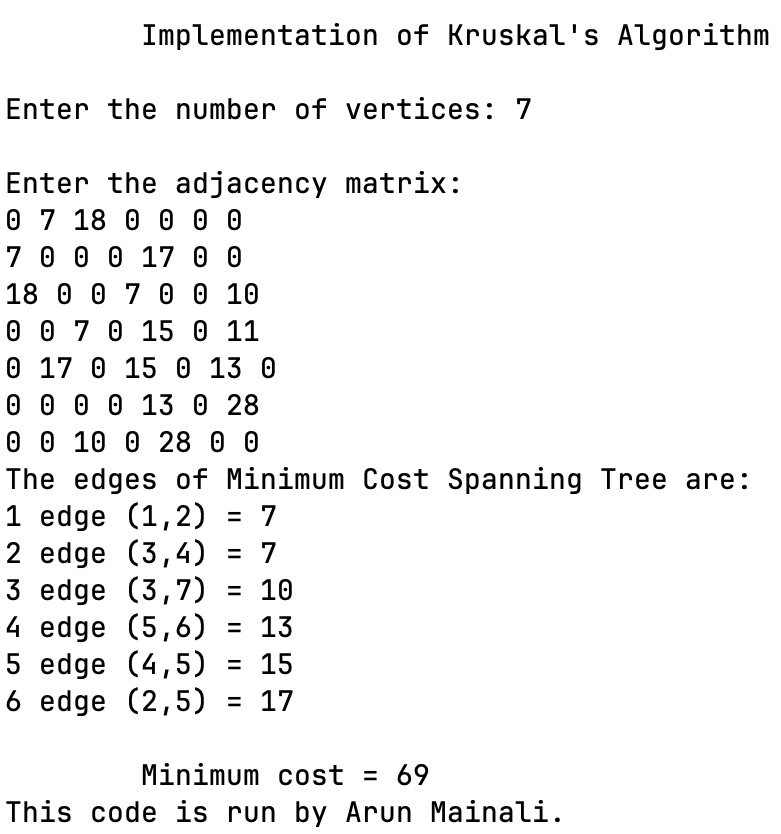 Implementation of Kruskal's Algorithm
Enter the number of vertices: 7
Enter the adjacency matrix:
0 7 18 0 0 0 0
7 0 0 0 17 0 0
18 0 0 7 0 0 10
0 0 7 0 15 0 11
0 17 0 15 0 13 0
0 0 0 0 13 0 28
0 0 10 0 28 0 0
The edges of Minimum Cost Spanning Tree are:
1 edge (1,2) = 7
2 edge (3,4) = 7
3 edge (3,7) = 10
4 edge (5,6) = 13
5 edge (4,5) = 15
6 edge (2,5) = 17
Minimum cost = 69
This code is run by Arun Mainali.